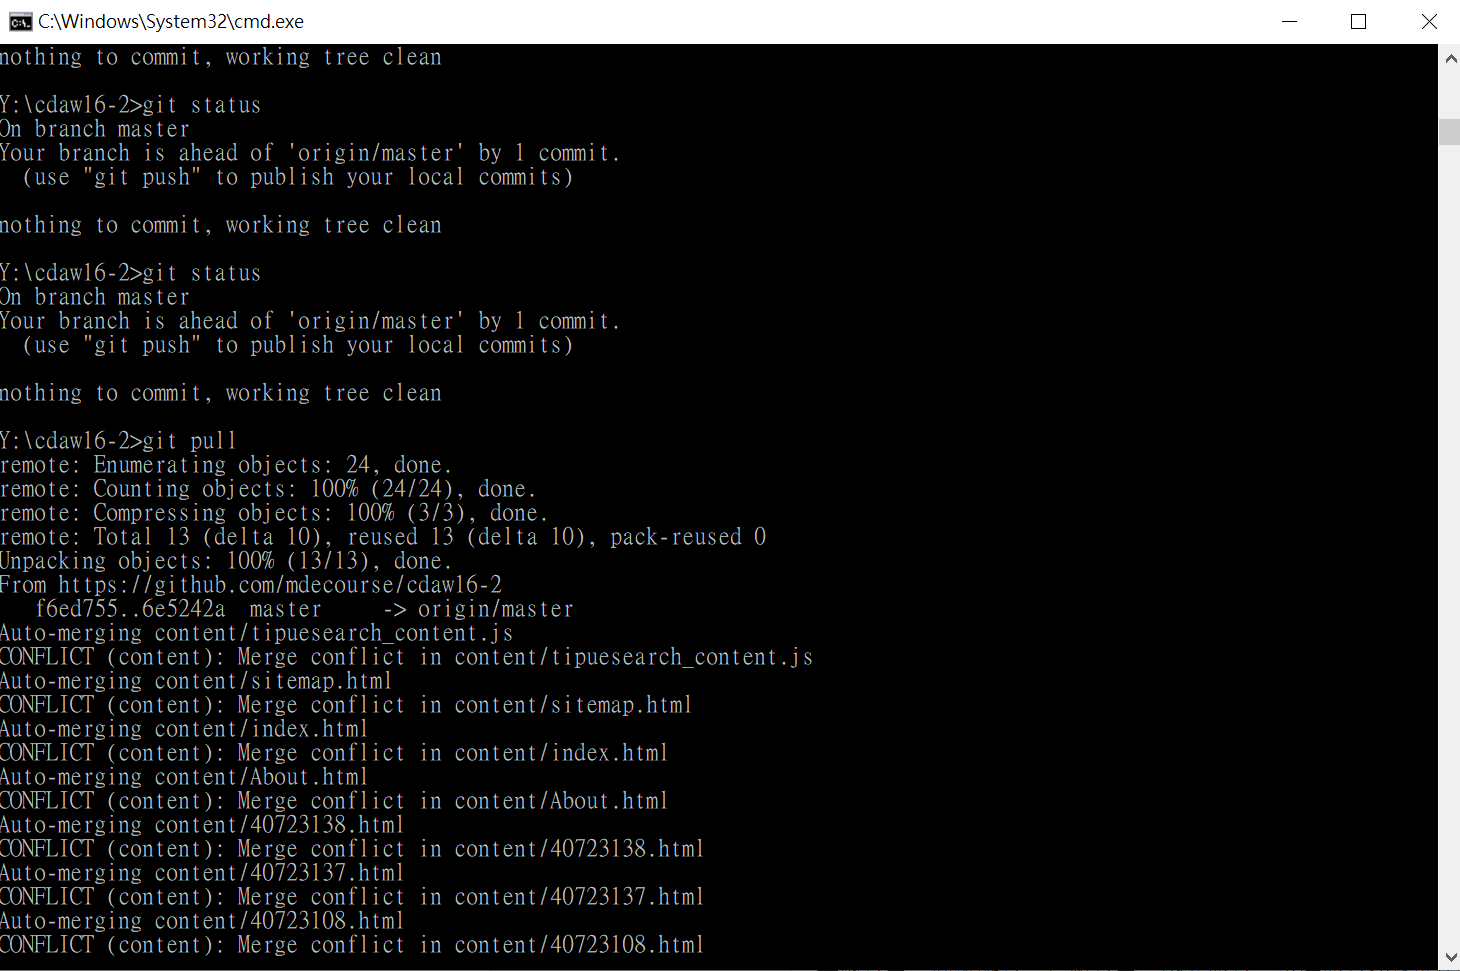 C:\Windows\System32\cmd.exe
nothing to commit, working tree clean
Y:\cdaw16-2>git status
On branch master
Your branch is ahead of 'origin/master' by 1 commit.
(use "git push" to publish your local commits)
nothing to commit, working tree clean
Y:\cdaw16-2>git status
On branch master
Your branch is ahead of 'origin/master' by 1 commit.
(use "git push" to publish your local commits)
nothing to commit, working tree clean
Y:\cdaw16-2>git pull
remote: Enumerating objects: 24, done.
remote: Counting objects: 100% (24/24), done.
remote: Compressing objects: 100% (3/3), done.
remote: Total 13 (delta 10), reused 13 (delta 10), pack-reused 0
Unpacking objects: 100% (13/13), done.
From https://github.com/mdecourse/cdaw16-2
f6ed755..6e5242a  master     -> origin/master
Auto-merging content/tipuesearch_content.js
CONFLICT (content): Merge conflict in content/tipuesearch_content.js
Auto-merging content/sitemap.html
CONFLICT (content): Merge conflict in content/sitemap.html
Auto-merging content/index.html
CONFLICT (content): Merge conflict in content/index.html
Auto-merging content/About.html
CONFLICT (content): Merge conflict in content/About.html
Auto-merging content/40723138.html
CONFLICT (content): Merge conflict in content/40723138.html
Auto-merging content/40723137.html
CONFLICT (content): Merge conflict in content/40723137.html
Auto-merging content/40723108.html
CONFLICT (content): Merge conflict in content/40723108.html